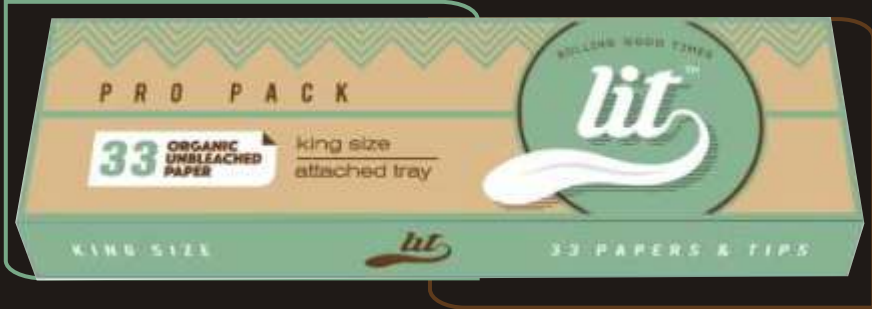 ROLLING GOOD TIMES
lit™
PRO PACK
33 ORGANIC
UNBLEACHED
PAPER
king size
attached tray
KING SIZE
lit
33 PAPERS & TIPS